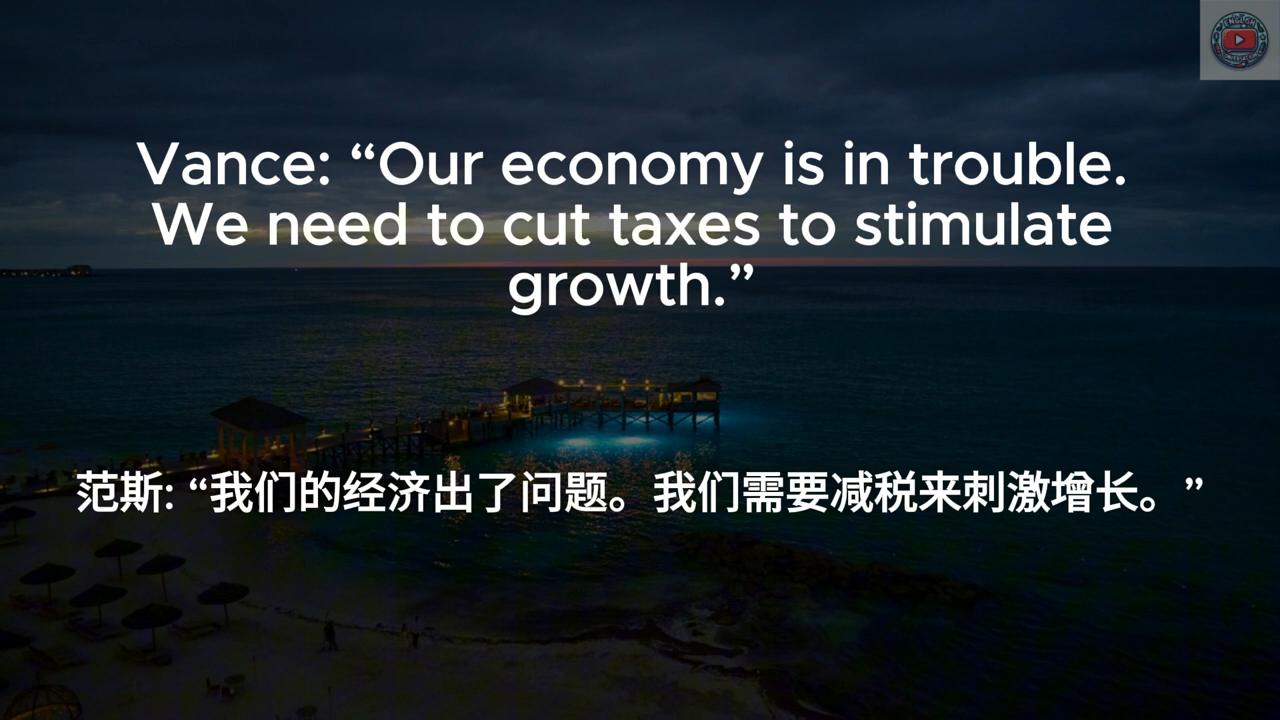 ENGLISH
Vance: “Our economy is in trouble.
We need to cut taxes to stimulate
growth.”
范斯: “我们的经济出了问题。我们需要减税来刺激增长。”